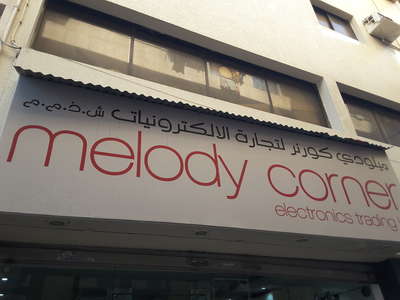 ميلودي كورنر لتجارة الالكترونيات ش.ذ.م.م
melody corner
electronics trading